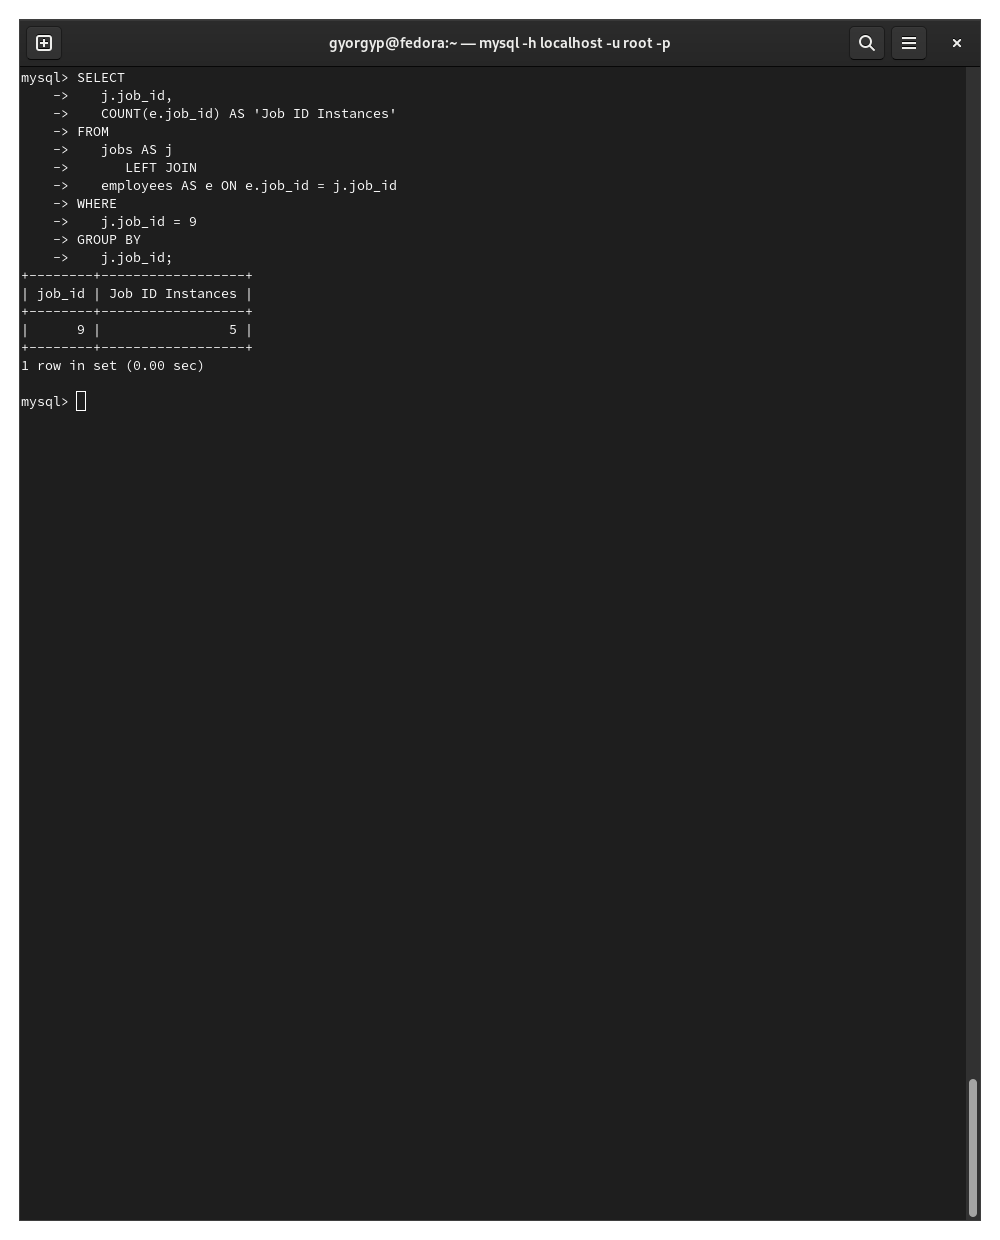 gyorgyp@fedora:~ — mysql -h localhost -u root -p
mysql> SELECT
    ->    j.job_id,
    ->    COUNT(e.job_id) AS 'Job ID Instances'
    -> FROM
    ->    jobs AS j
    ->       LEFT JOIN
    ->    employees AS e ON e.job_id = j.job_id
    -> WHERE
    ->    j.job_id = 9
    -> GROUP BY
    ->    j.job_id;
+--------+------------------+
| job_id | Job ID Instances |
+--------+------------------+
|      9 |                5 |
+--------+------------------+
1 row in set (0.00 sec)

mysql>